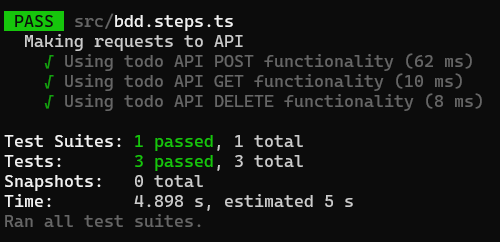 PASS src/bdd.steps.ts
Making requests to API
√ Using todo API POST functionality (62 ms)
√ Using todo API GET functionality (10 ms)
√ Using todo API DELETE functionality (8 ms)
Test Suites: 1 passed, 1 total
Tests: 3 passed, 3 total
Snapshots: 0 total
Time: 4.898 s, estimated 5 s
Ran all test suites.